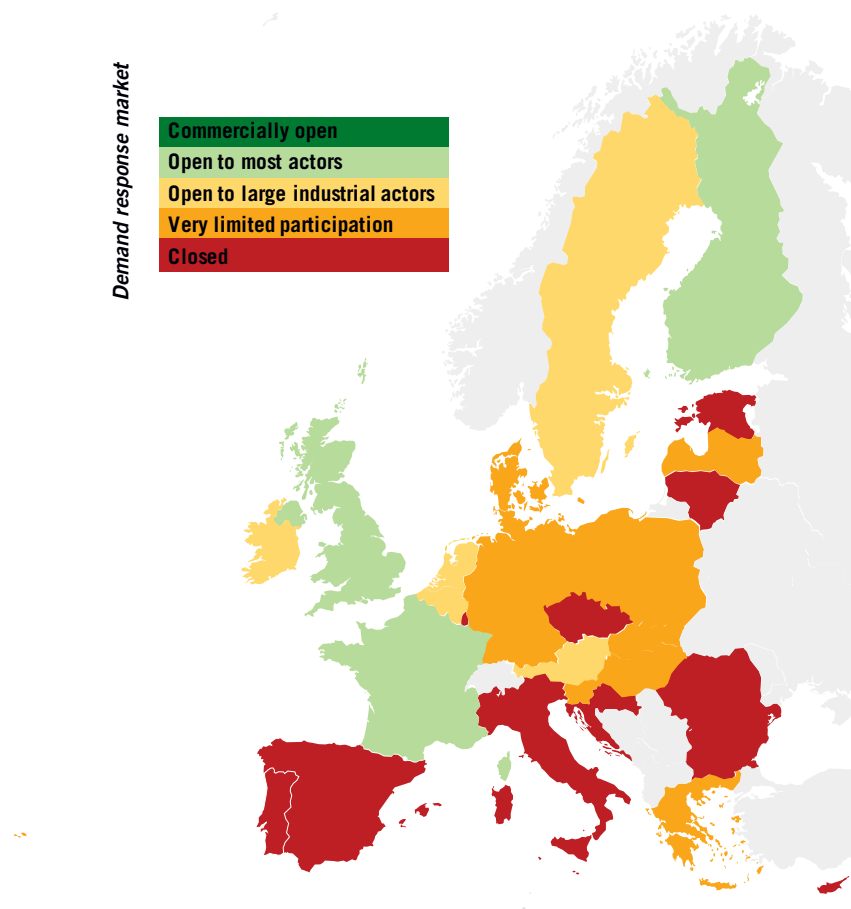 Demand response market
Commercially open
Open to most actors
Open to large industrial actors
Very limited participation
Closed